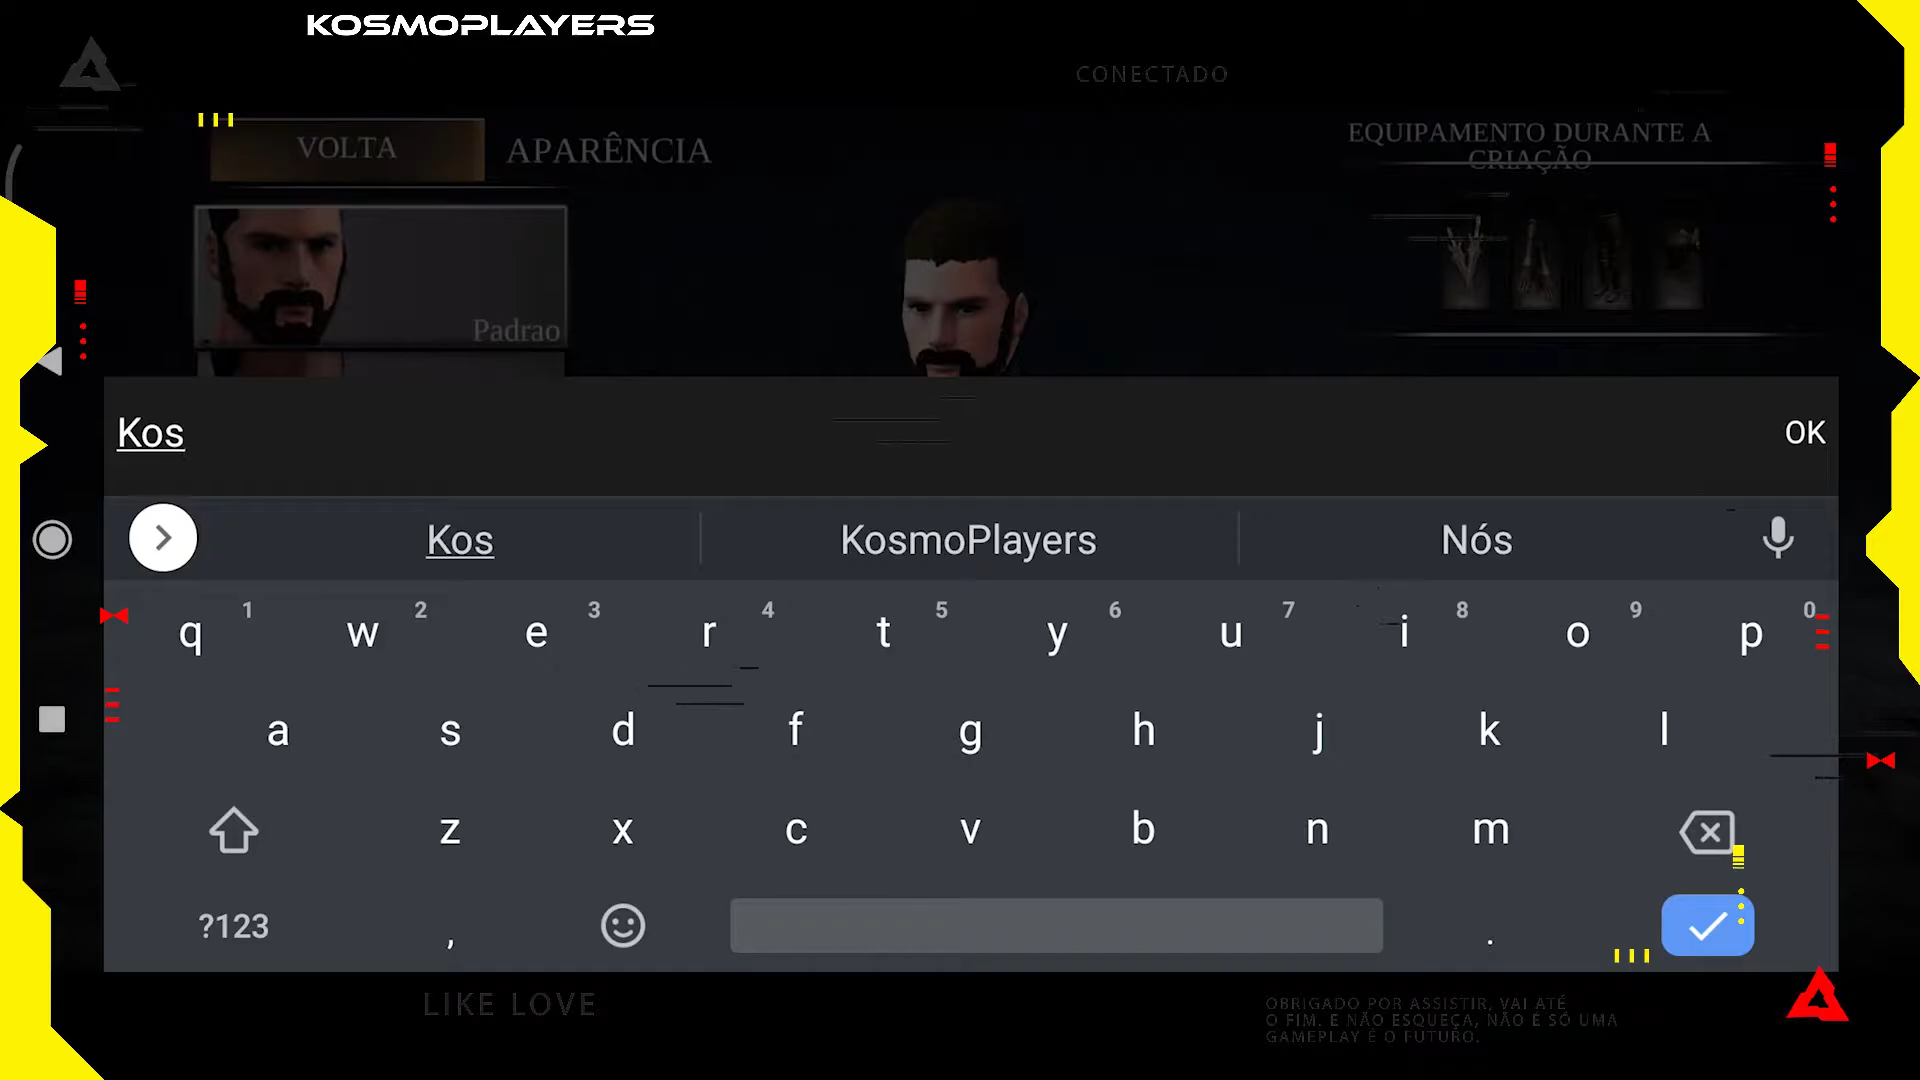 KOSMOPLAYERS
CONECTADO
VOLTA
APARÊNCIA
EQUIPAMENTO DURANTE A
CRIAÇÃO
Padrao
Kos
OK
Kos
KosmoPlayers
Nós
1 2 3 4 5 6 7 8 9 0
q w e r t y u i o p
a s d f g h j k l
z x c v b n m
?123 , .
LIKE LOVE
OBRIGADO POR ASSISTIR, VAI ATÉ
O FIM. E NÃO ESQUEÇA, NÃO É SÓ UMA
GAMEPLAY É O FUTURO.